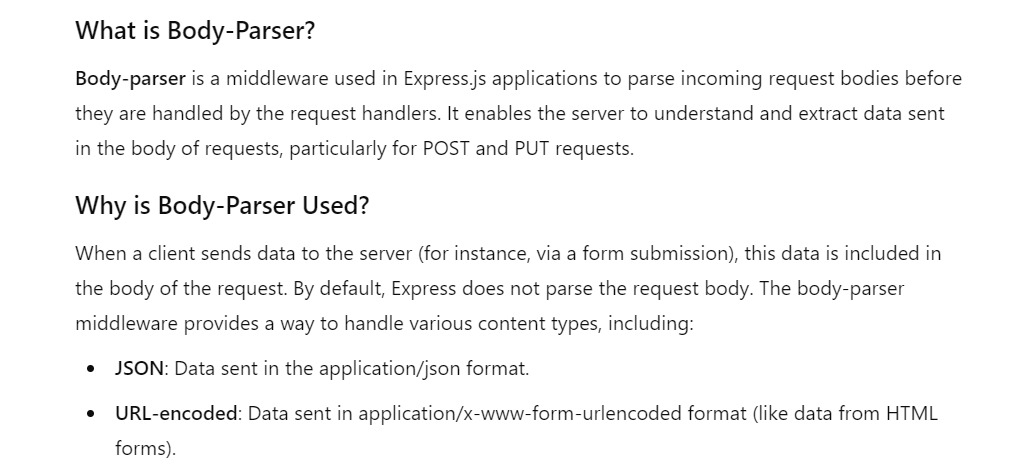 What is Body-Parser?
Body-parser is a middleware used in Express.js applications to parse incoming request bodies before
they are handled by the request handlers. It enables the server to understand and extract data sent
in the body of requests, particularly for POST and PUT requests.
Why is Body-Parser Used?
When a client sends data to the server (for instance, via a form submission), this data is included in
the body of the request. By default, Express does not parse the request body. The body-parser
middleware provides a way to handle various content types, including:
• JSON: Data sent in the application/json format.
• URL-encoded: Data sent in application/x-www-form-urlencoded format (like data from HTML
forms).